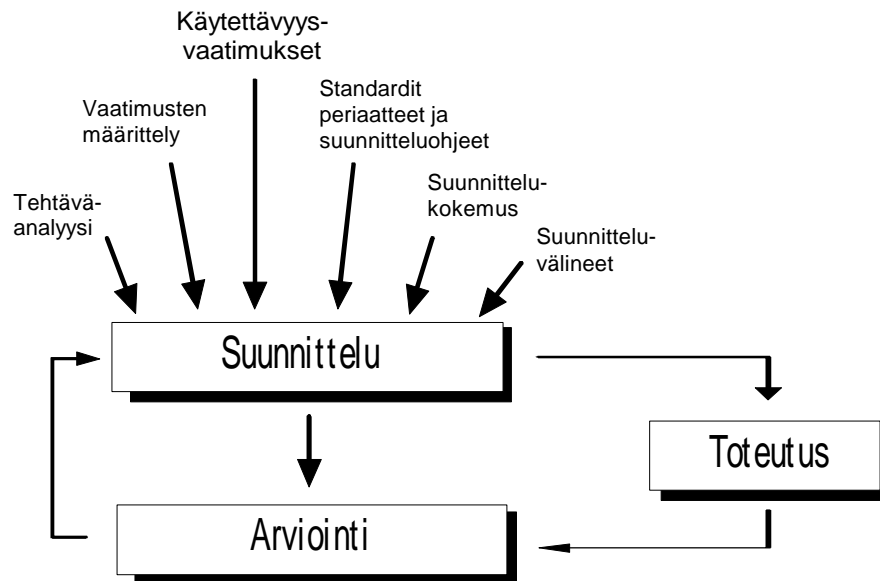 Käytettävyys-
vaatimukset
Standardit
periaatteet ja
suunnitteluohjeet
Vaatimusten
määrittely
Suunnittelu-
kokemus
Tehtävä-
analyysi
Suunnittelu-
välineet
Suunnittelu
Toteutus
Arviointi